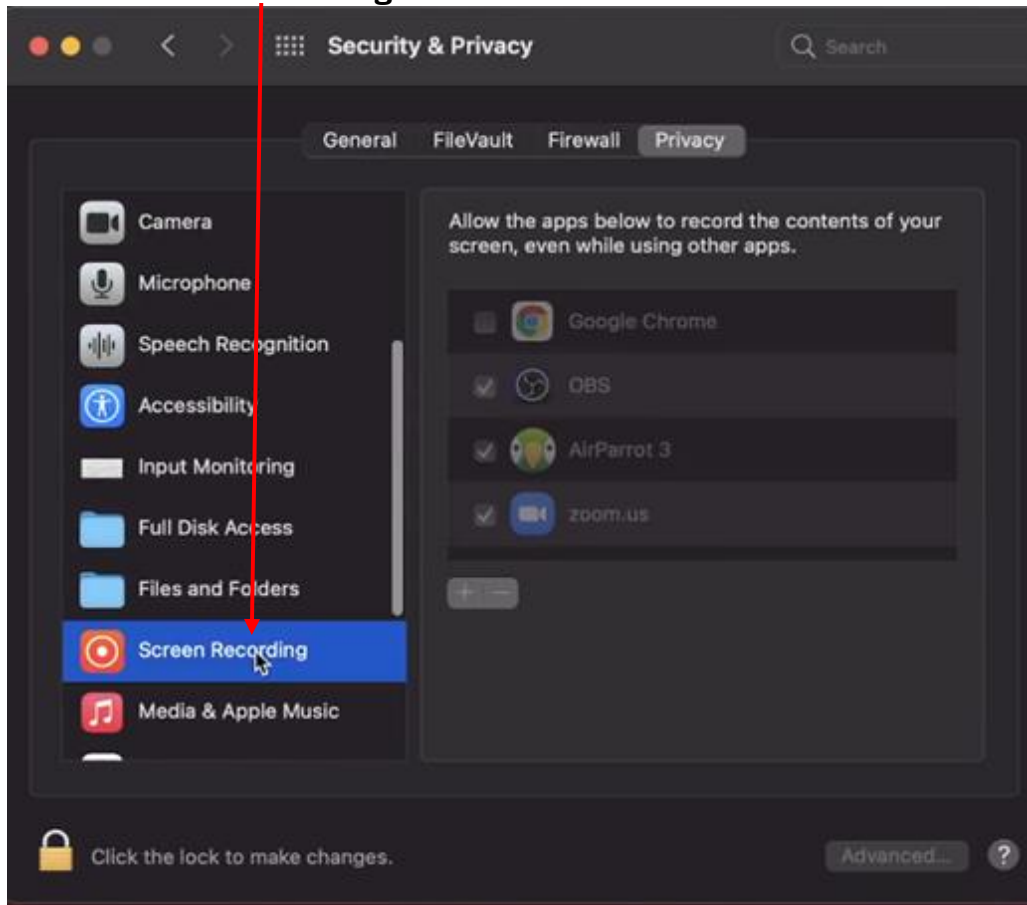 Security & Privacy
Search
General FileVault Firewall Privacy
Camera
Microphone
Speech Recognition
Accessibility
Input Monitoring
Full Disk Access
Files and Folders
Screen Recording
Media & Apple Music
Allow the apps below to record the contents of your
screen, even while using other apps.
Google Chrome
OBS
AirParrot 3
zoom.us
+ −
Click the lock to make changes.
Advanced...
?